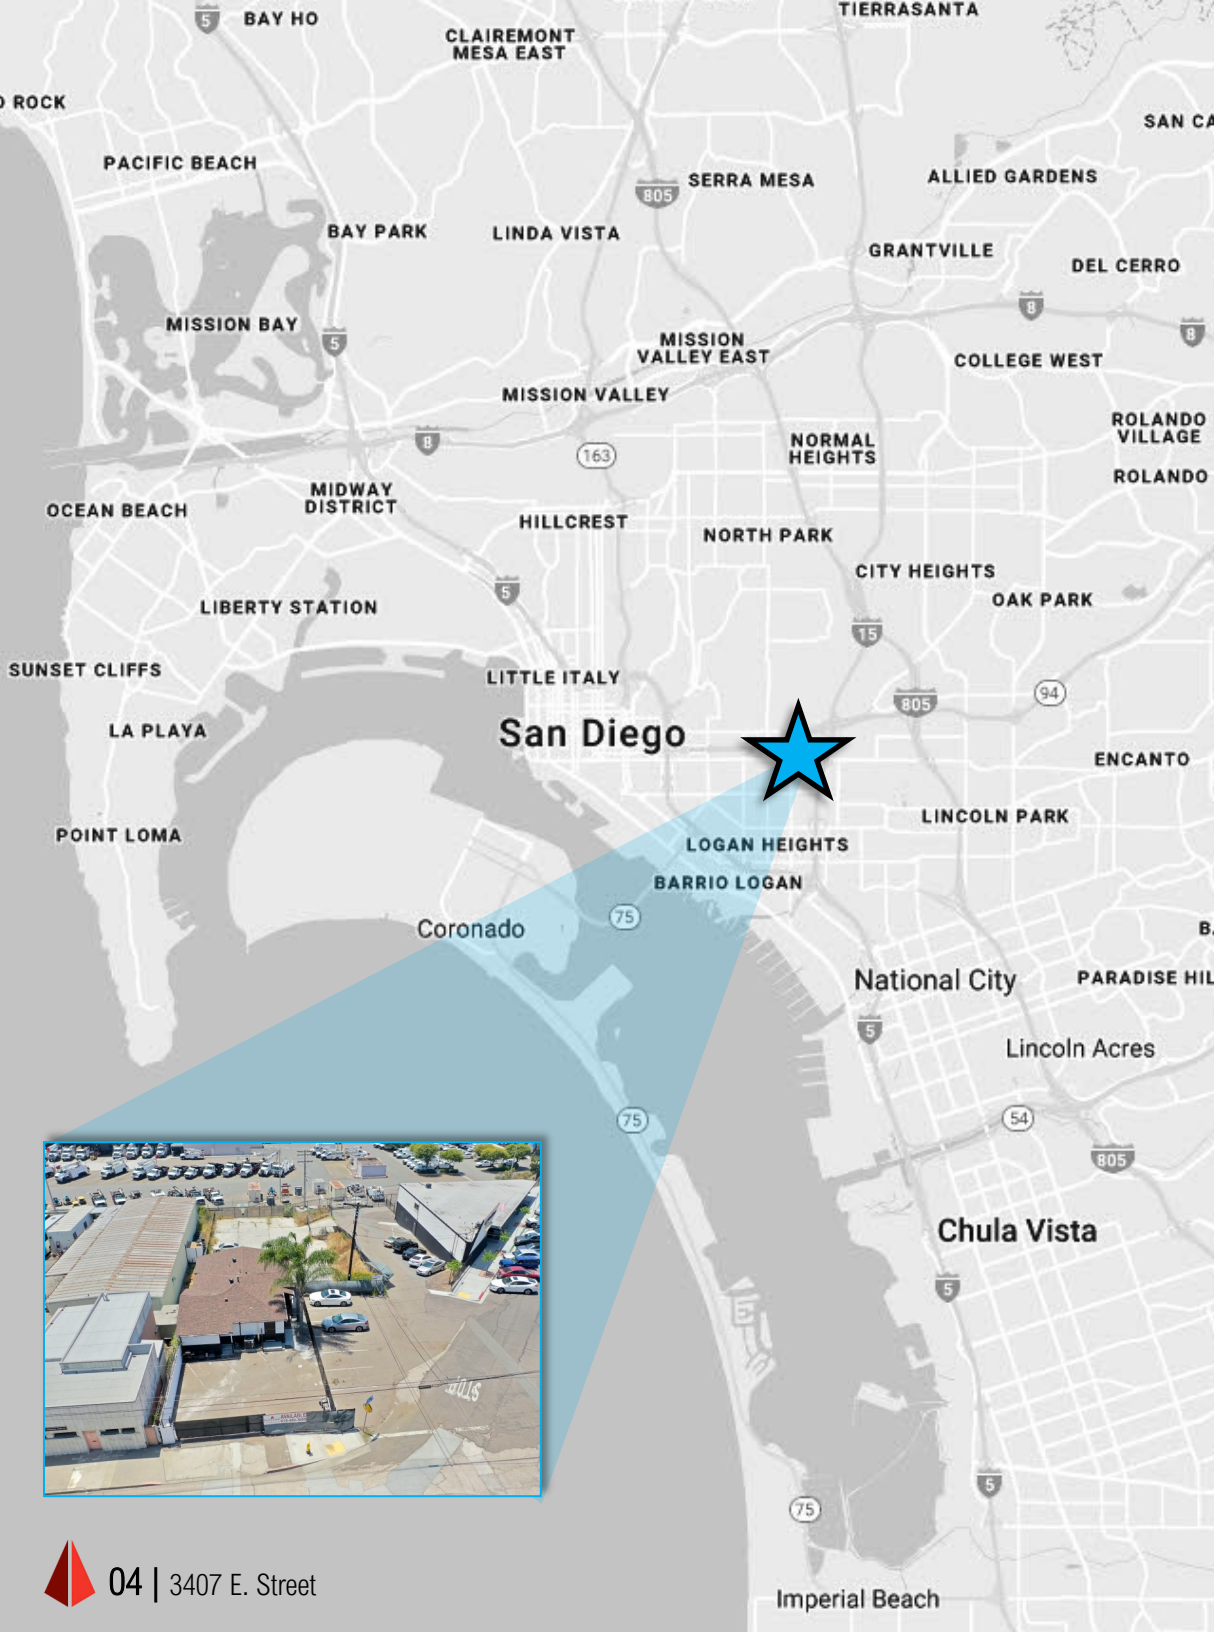 BAY HO
5
CLAIREMONT
MESA EAST
TIERRASANTA
ROCK
SAN CA
PACIFIC BEACH
805
SERRA MESA
ALLIED GARDENS
BAY PARK
LINDA VISTA
GRANTVILLE
DEL CERRO
8
MISSION BAY
5
8
MISSION
VALLEY EAST
COLLEGE WEST
MISSION VALLEY
ROLANDO
VILLAGE
8
163
NORMAL
HEIGHTS
ROLANDO
MIDWAY
DISTRICT
OCEAN BEACH
HILLCREST
NORTH PARK
CITY HEIGHTS
5
OAK PARK
LIBERTY STATION
15
SUNSET CLIFFS
LITTLE ITALY
805
94
LA PLAYA
San Diego
ENCANTO
LINCOLN PARK
POINT LOMA
LOGAN HEIGHTS
BARRIO LOGAN
75
Coronado
B
National City
PARADISE HIL
5
Lincoln Acres
75
54
805
Chula Vista
5
STOP
AVAILABLE
5
75
04 | 3407 E. Street
Imperial Beach